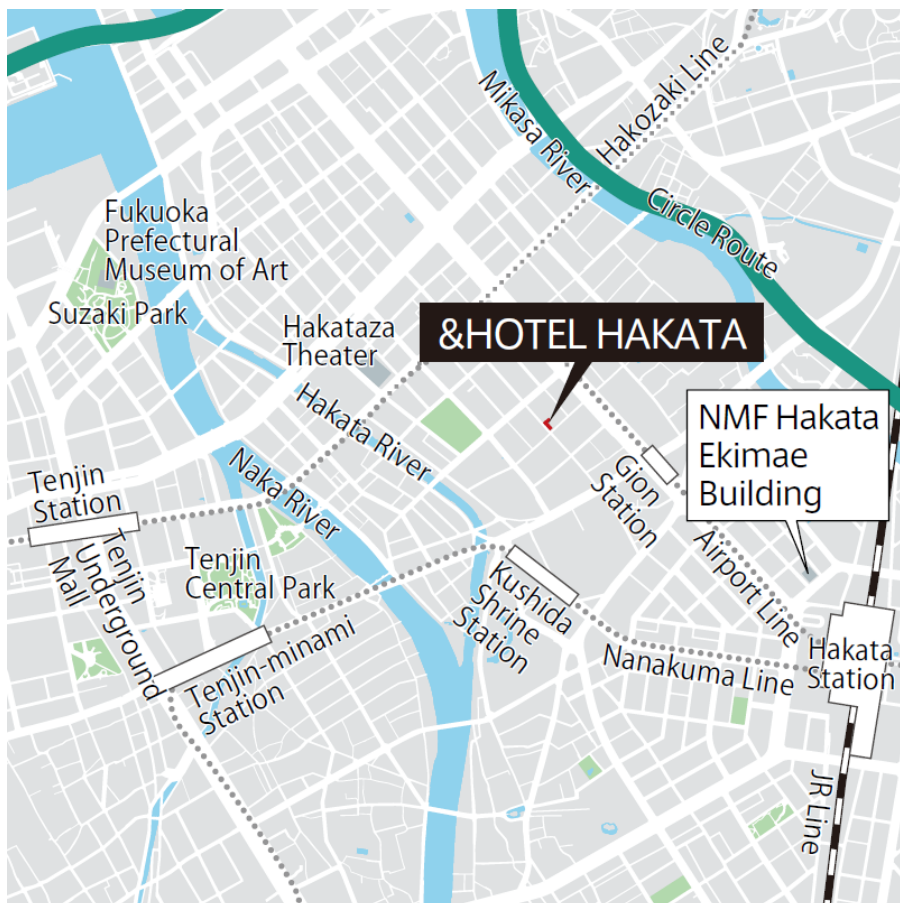 Mikasa River
Hakozaki Line
Circle Route
Fukuoka
Prefectural
Museum of Art
Suzaki Park
Hakataza
Theater
&HOTEL HAKATA
Hakata River
NMF Hakata
Ekimae
Building
Gion
Station
Naka River
Tenjin
Station
Tenjin
Underground
Mall
Tenjin
Central Park
Airport Line
Kushida
Shrine
Station
Tenjin-minami
Station
Nanakuma Line
Hakata
Station
JR Line